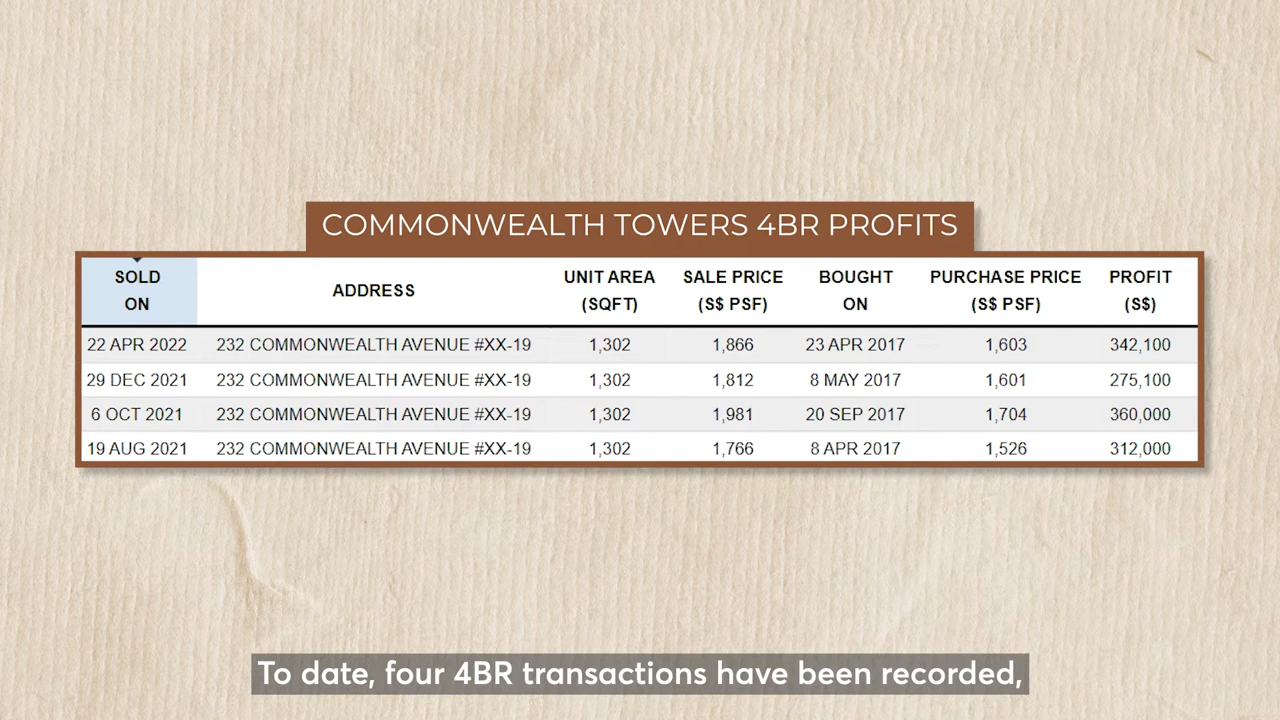 COMMONWEALTH TOWERS 4BR PROFITS
SOLD ON ADDRESS UNIT AREA (SQFT) SALE PRICE (S$ PSF) BOUGHT ON PURCHASE PRICE (S$ PSF) PROFIT (S$)
22 APR 2022 232 COMMONWEALTH AVENUE #XX-19 1,302 1,866 23 APR 2017 1,603 342,100
29 DEC 2021 232 COMMONWEALTH AVENUE #XX-19 1,302 1,812 8 MAY 2017 1,601 275,100
6 OCT 2021 232 COMMONWEALTH AVENUE #XX-19 1,302 1,981 20 SEP 2017 1,704 360,000
19 AUG 2021 232 COMMONWEALTH AVENUE #XX-19 1,302 1,766 8 APR 2017 1,526 312,000
To date, four 4BR transactions have been recorded,